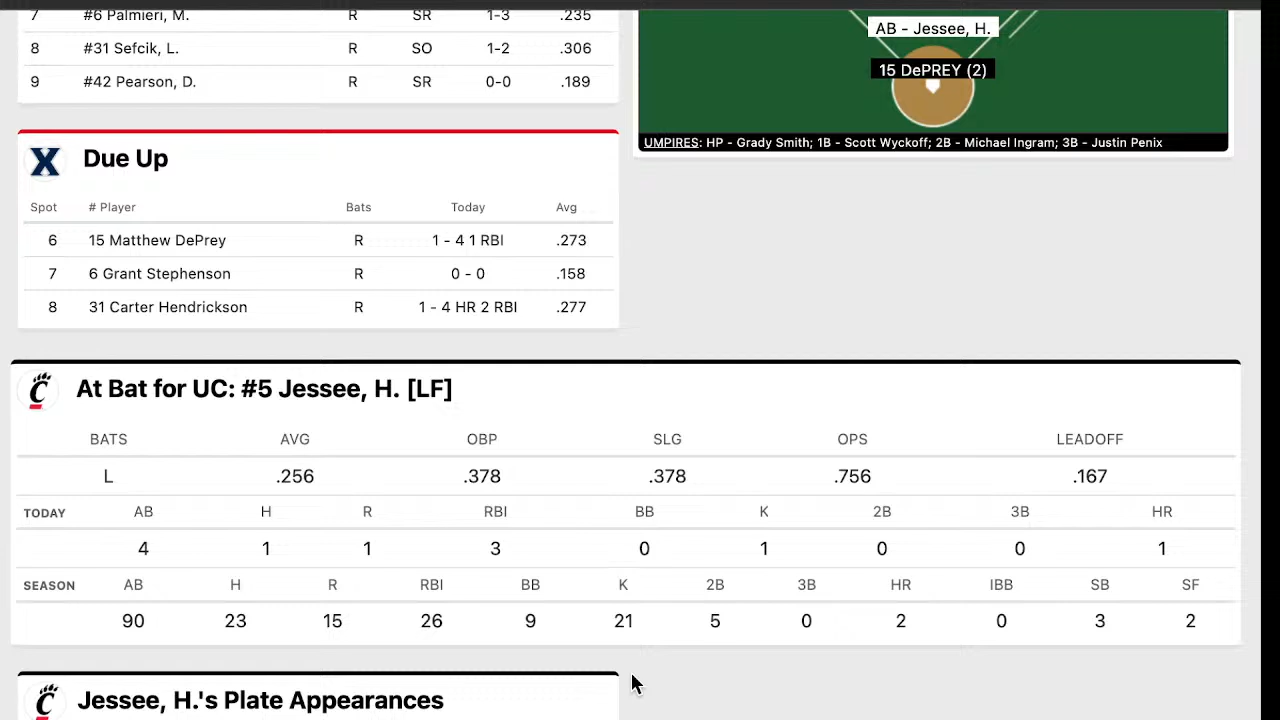 7 #6 Palmieri, M. R SR 1-3 .235
8 #31 Sefcik, L. R SO 1-2 .306
9 #42 Pearson, D. R SR 0-0 .189
AB - Jessee, H.
15 DePREY (2)
UMPIRES: HP - Grady Smith; 1B - Scott Wyckoff; 2B - Michael Ingram; 3B - Justin Penix
X Due Up
Spot # Player Bats Today Avg
6 15 Matthew DePrey R 1 - 4 1 RBI .273
7 6 Grant Stephenson R 0 - 0 .158
8 31 Carter Hendrickson R 1 - 4 HR 2 RBI .277
C At Bat for UC: #5 Jessee, H. [LF]
BATS AVG OBP SLG OPS LEADOFF
L .256 .378 .378 .756 .167
TODAY AB H R RBI BB K 2B 3B HR
4 1 1 3 0 1 0 0 1
SEASON AB H R RBI BB K 2B 3B HR IBB SB SF
90 23 15 26 9 21 5 0 2 0 3 2
C Jessee, H.'s Plate Appearances